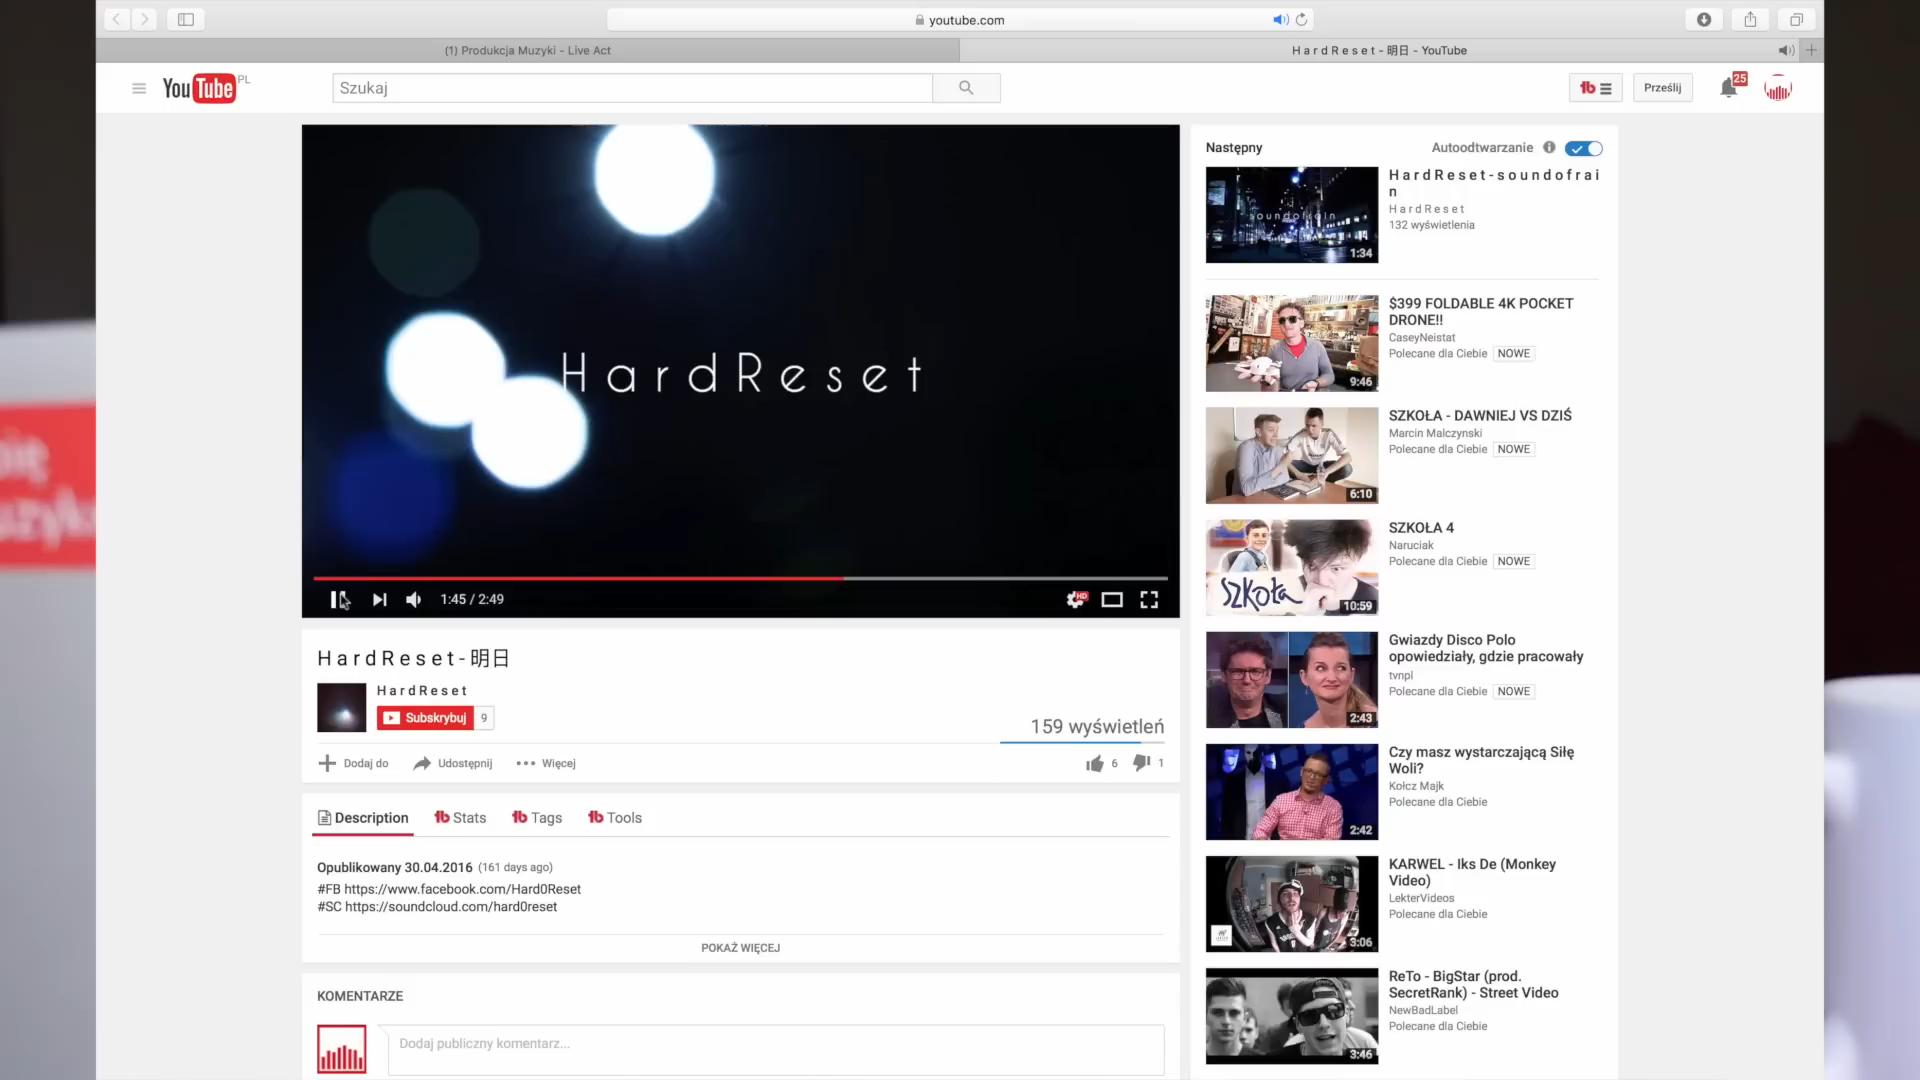 youtube.com
(1) Produkcja Muzyki - Live Act
H a r d R e s e t - 明日 - YouTube
YouTube PL
Szukaj
Prześlij
25
HardReset
1:45 / 2:49
HD
H a r d R e s e t - 明日
H a r d R e s e t
Subskrybuj 9
159 wyświetleń
Dodaj do
Udostępnij
Więcej
6
1
Description
Stats
Tags
Tools
Opublikowany 30.04.2016 (161 days ago)
#FB https://www.facebook.com/Hard0Reset
#SC https://soundcloud.com/hard0reset
POKAŻ WIĘCEJ
KOMENTARZE
Dodaj publiczny komentarz...
Następny
Autoodtwarzanie
soundofrain
1:34
H a r d R e s e t - s o u n d o f r a i
n
H a r d R e s e t
132 wyświetlenia
9:46
$399 FOLDABLE 4K POCKET
DRONE!!
CaseyNeistat
Polecane dla Ciebie NOWE
6:10
SZKOŁA - DAWNIEJ VS DZIŚ
Marcin Malczynski
Polecane dla Ciebie NOWE
SZKOŁA
10:59
SZKOŁA 4
Naruciak
Polecane dla Ciebie NOWE
2:43
Gwiazdy Disco Polo
opowiedziały, gdzie pracowały
tvnpl
Polecane dla Ciebie NOWE
2:42
Czy masz wystarczającą Siłę
Woli?
Kołcz Majk
Polecane dla Ciebie
3:06
KARWEL - Iks De (Monkey
Video)
LekterVideos
Polecane dla Ciebie
3:46
ReTo - BigStar (prod.
SecretRank) - Street Video
NewBadLabel
Polecane dla Ciebie